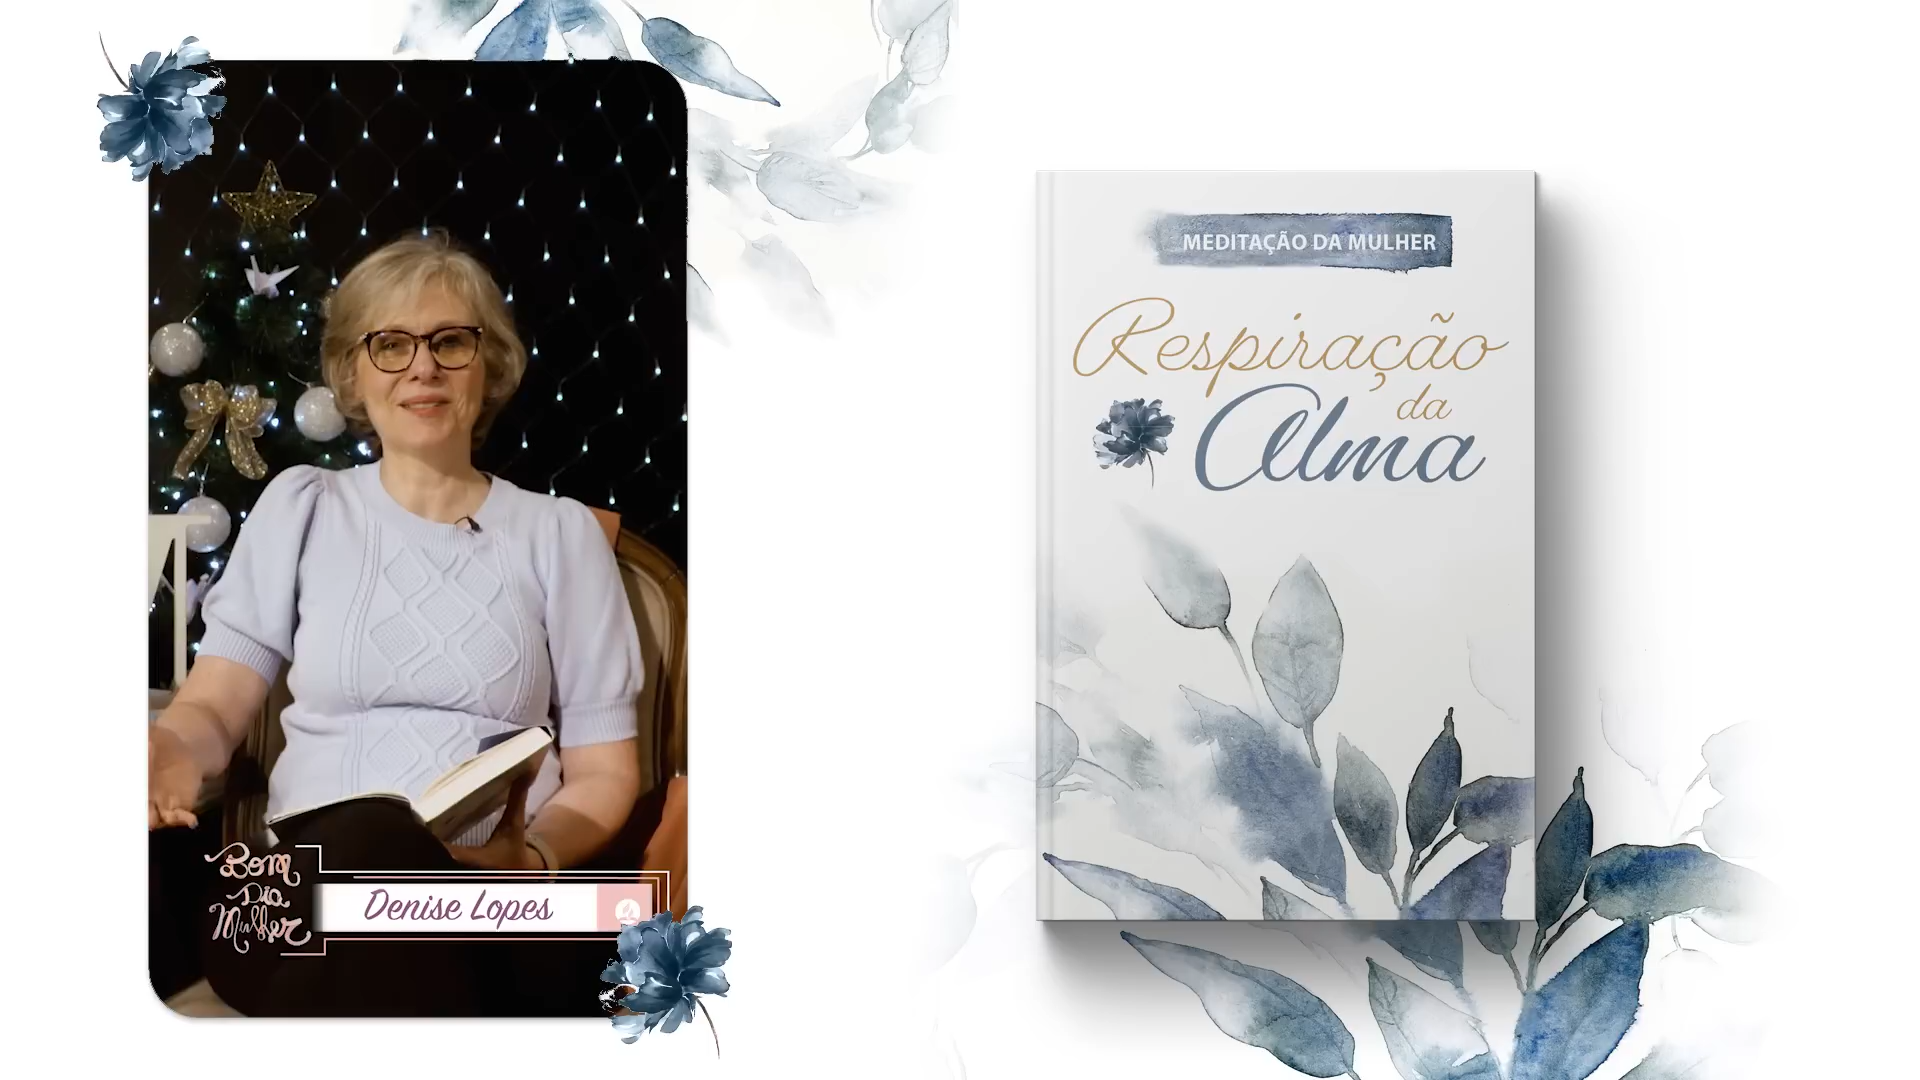 Bom
Dia
Mulher
Denise Lopes
MEDITAÇÃO DA MULHER
Respiração
da
Alma